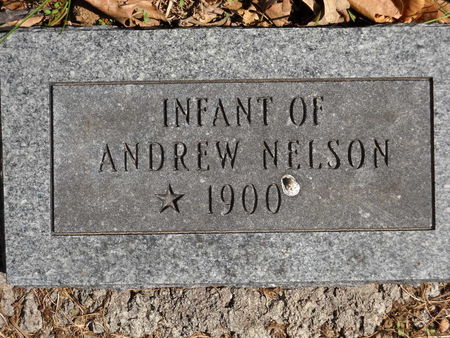 INFANT OF
ANDREW NELSON
★ 1900